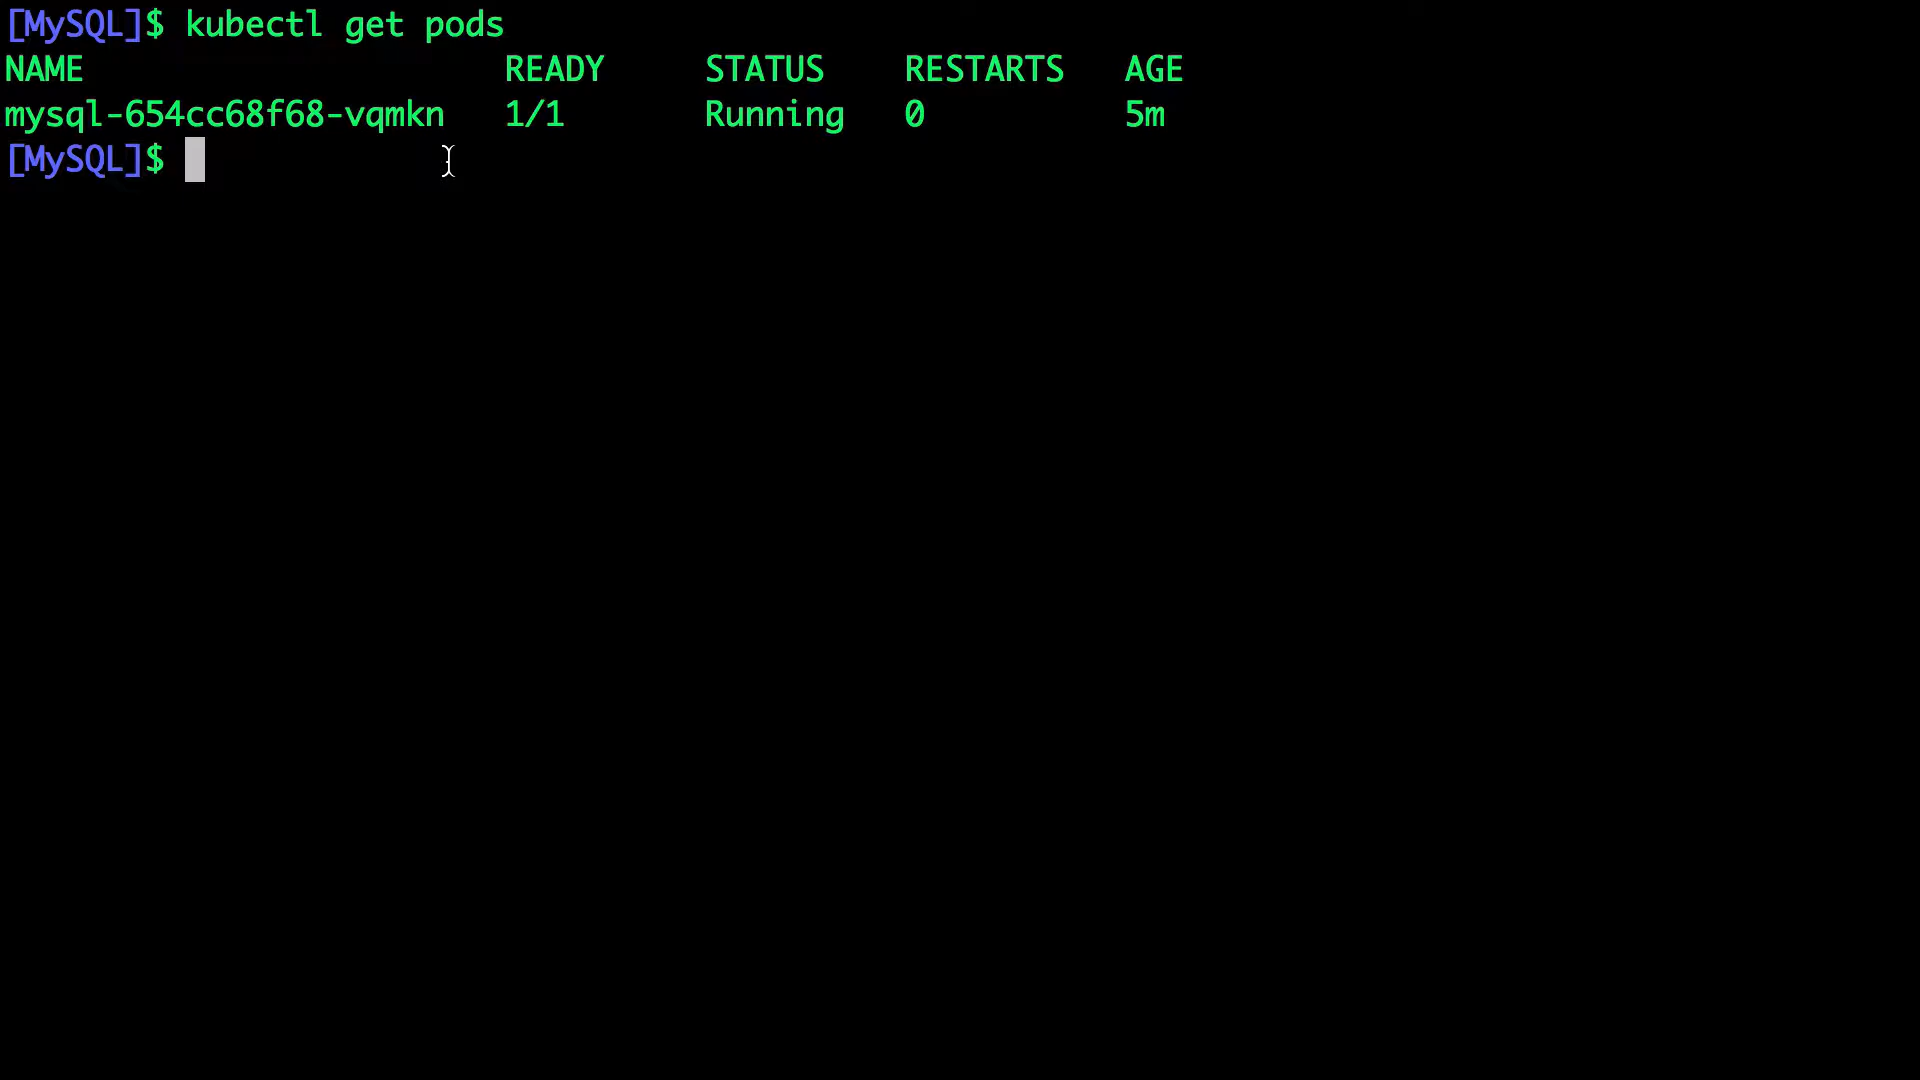 [MySQL]$ kubectl get pods
NAME READY STATUS RESTARTS AGE
mysql-654cc68f68-vqmkn 1/1 Running 0 5m
[MySQL]$